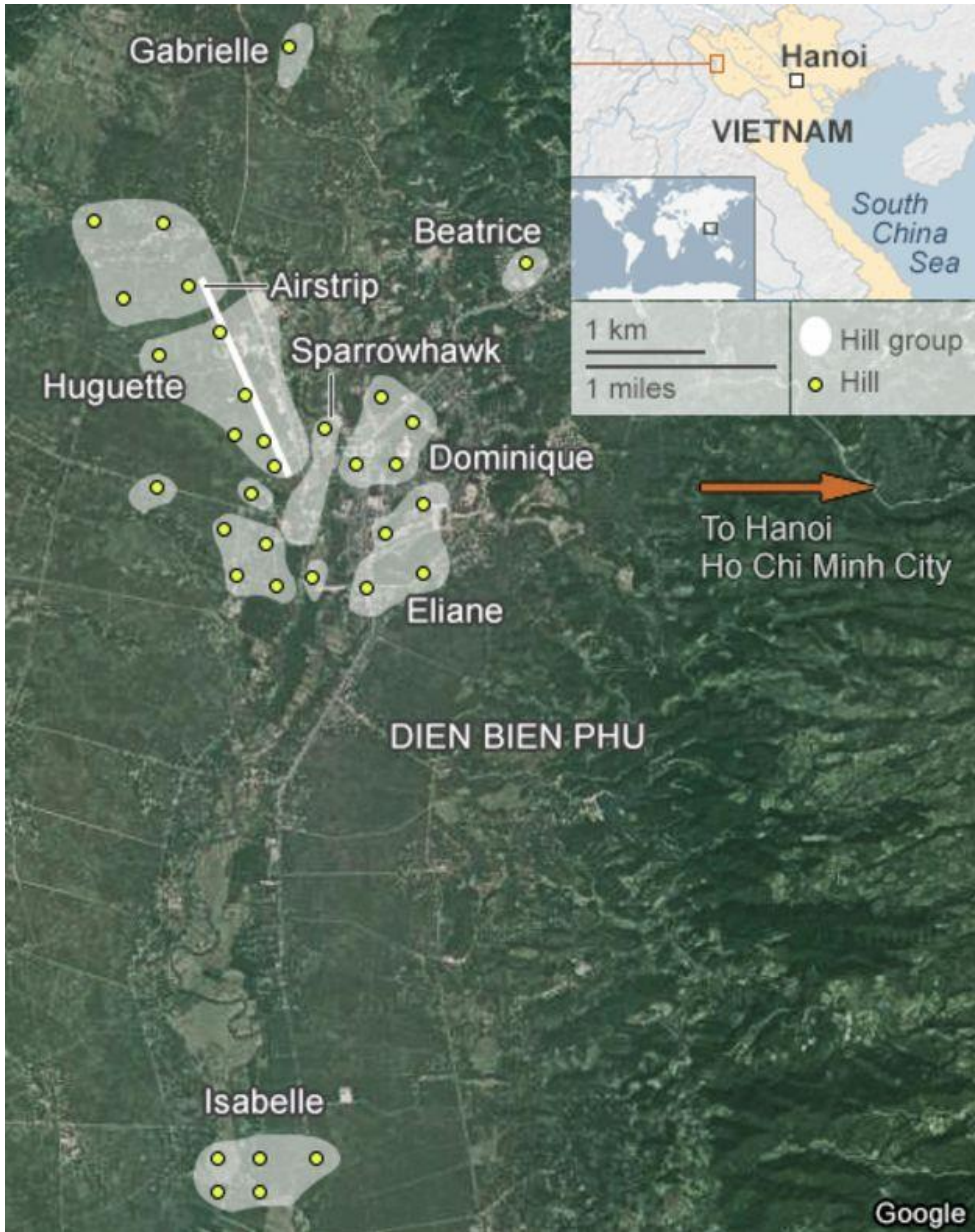 Gabrielle
Hanoi
VIETNAM
South
China
Sea
Beatrice
Airstrip
1 km
1 miles
Hill group
Hill
Sparrowhawk
Huguette
Dominique
To Hanoi
Ho Chi Minh City
Eliane
DIEN BIEN PHU
Isabelle
Google